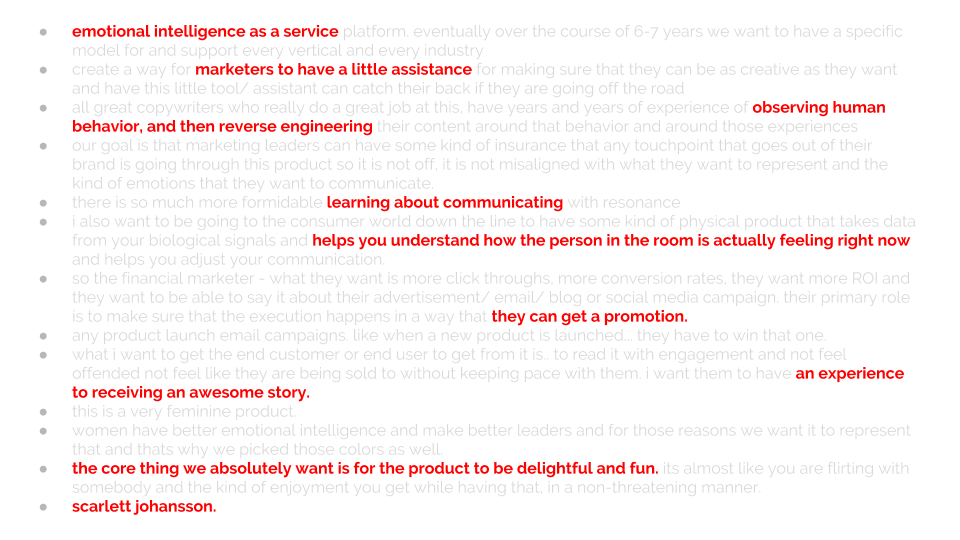 ● emotional intelligence as a service platform. eventually over the course of 6-7 years we want to have a specific
model for and support every vertical and every industry
● create a way for marketers to have a little assistance for making sure that they can be as creative as they want
and have this little tool/ assistant can catch their back if they are going off the road
● all great copywriters who really do a great job at this, have years and years of experience of observing human
behavior, and then reverse engineering their content around that behavior and around those experiences
● our goal is that marketing leaders can have some kind of insurance that any touchpoint that goes out of their
brand is going through this product so it is not off, it is not misaligned with what they want to represent and the
kind of emotions that they want to communicate.
● there is so much more formidable learning about communicating with resonance
● i also want to be going to the consumer world down the line to have some kind of physical product that takes data
from your biological signals and helps you understand how the person in the room is actually feeling right now
and helps you adjust your communication.
● so the financial marketer - what they want is more click throughs, more conversion rates, they want more ROI and
they want to be able to say it about their advertisement/ email/ blog or social media campaign. their primary role
is to make sure that the execution happens in a way that they can get a promotion.
● any product launch email campaigns. like when a new product is launched... they have to win that one.
● what i want to get the end customer or end user to get from it is.. to read it with engagement and not feel
offended not feel like they are being sold to without keeping pace with them. i want them to have an experience
to receiving an awesome story.
● this is a very feminine product.
● women have better emotional intelligence and make better leaders and for those reasons we want it to represent
that and thats why we picked those colors as well.
● the core thing we absolutely want is for the product to be delightful and fun. its almost like you are flirting with
somebody and the kind of enjoyment you get while having that, in a non-threatening manner.
● scarlett johansson.